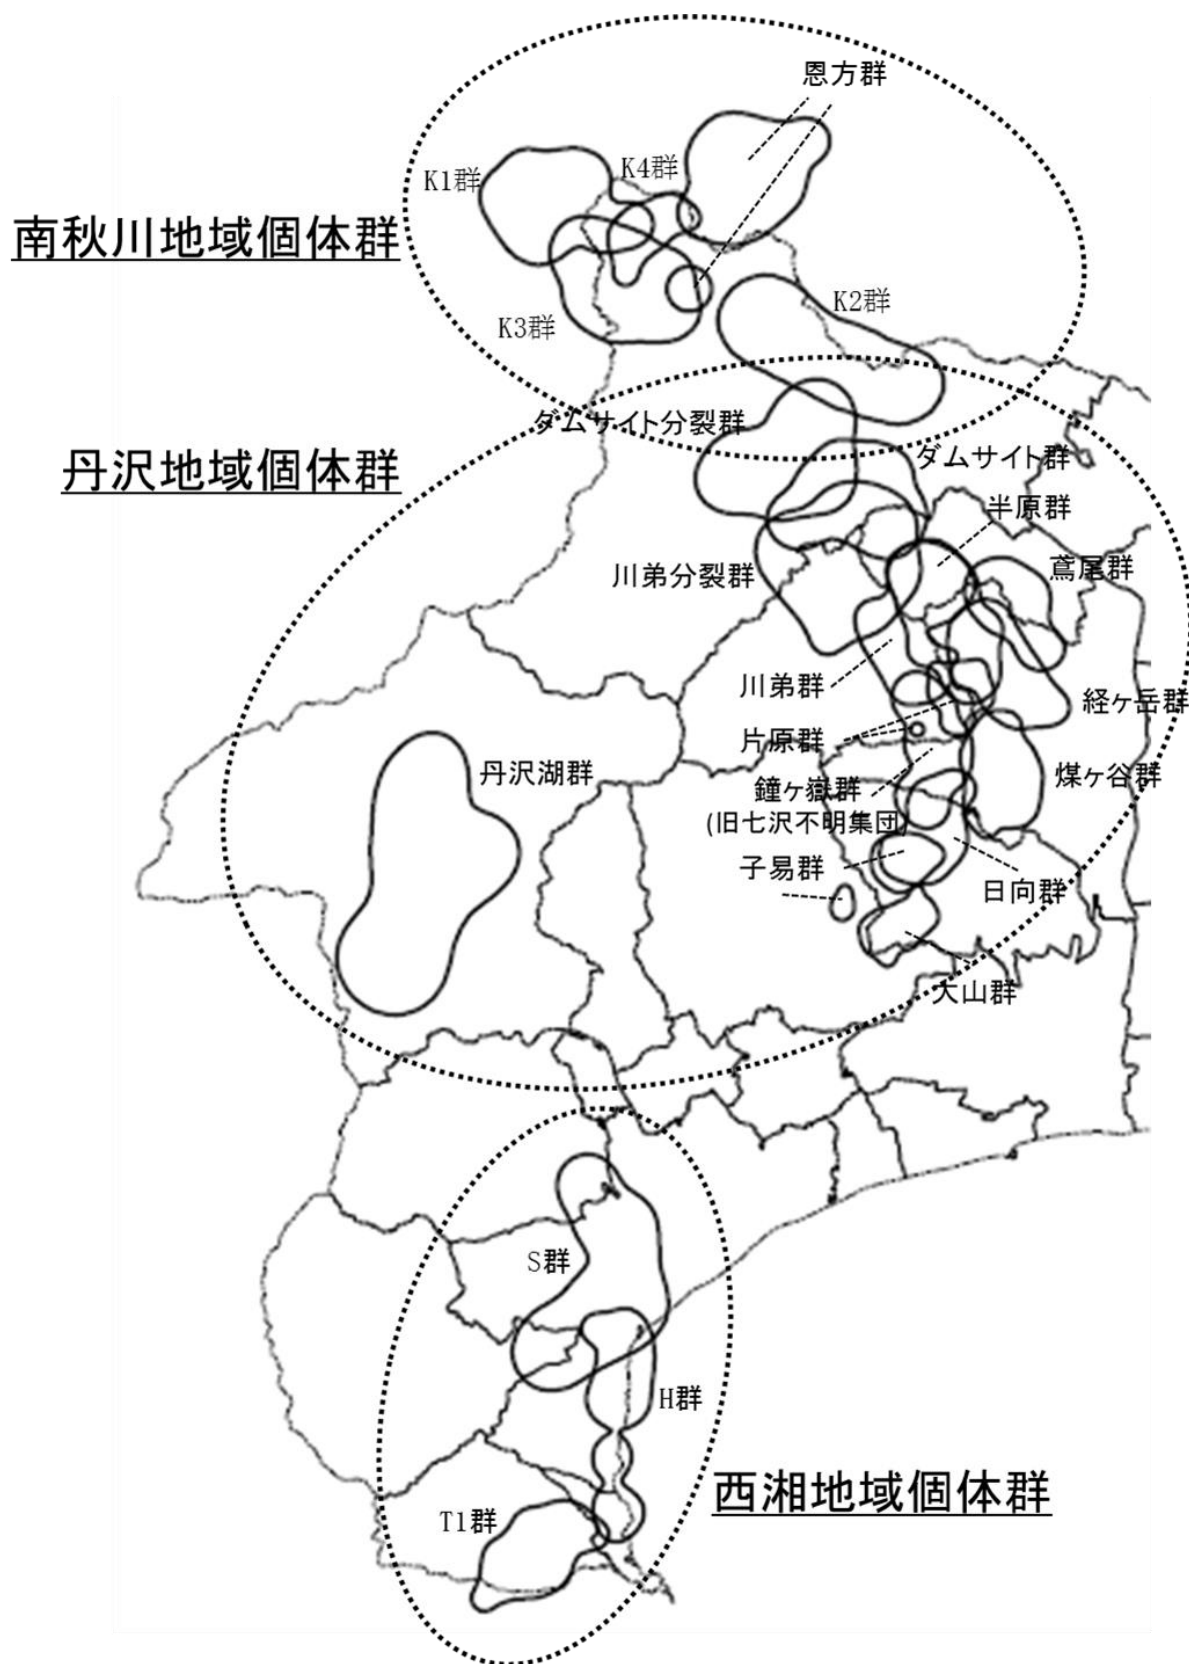 恩方群
K4群
K1群
南秋川地域個体群
K2群
K3群
ダムサイト分裂群
ダムサイト群
丹沢地域個体群
半原群
川弟分裂群
鳶尾群
川弟群
経ヶ岳群
片原群
丹沢湖群
煤ヶ谷群
鐘ヶ嶽群
(旧七沢不明集団)
子易群
日向群
大山群
S群
H群
西湘地域個体群
T1群